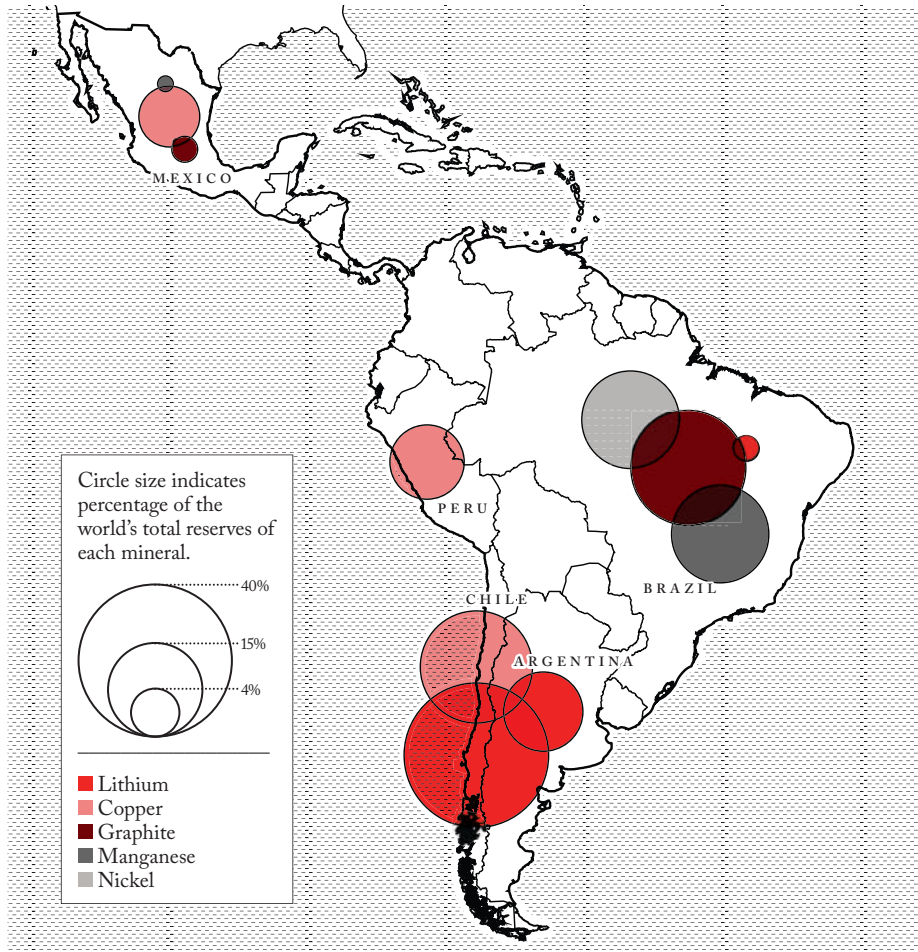 MEXICO
PERU
BRAZIL
CHILE
ARGENTINA
Circle size indicates
percentage of the
world’s total reserves of
each mineral.
40%
15%
4%
Lithium
Copper
Graphite
Manganese
Nickel